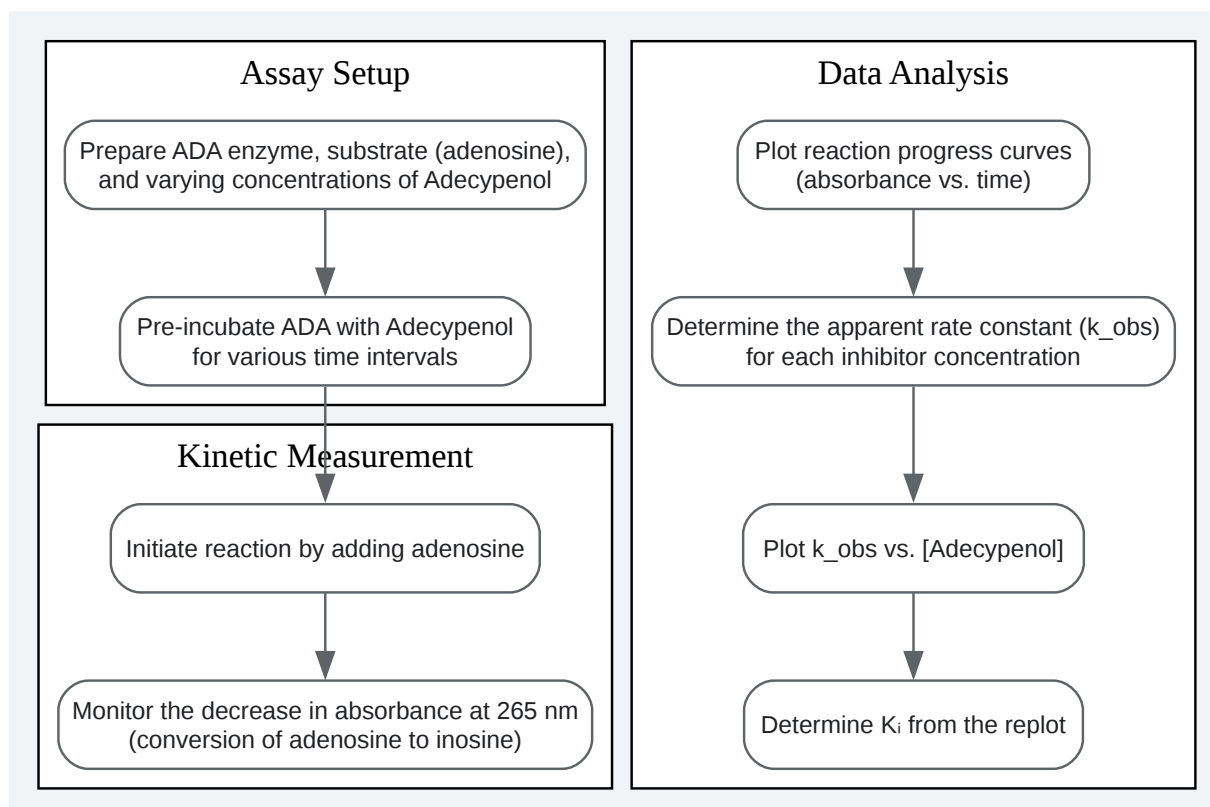 Assay Setup
Prepare ADA enzyme, substrate (adenosine),
and varying concentrations of Adecypenol
Pre-incubate ADA with Adecypenol
for various time intervals
Kinetic Measurement
Initiate reaction by adding adenosine
Monitor the decrease in absorbance at 265 nm
(conversion of adenosine to inosine)
Data Analysis
Plot reaction progress curves
(absorbance vs. time)
Determine the apparent rate constant (k_obs)
for each inhibitor concentration
Plot k_obs vs. [Adecypenol]
Determine Kᵢ from the replot